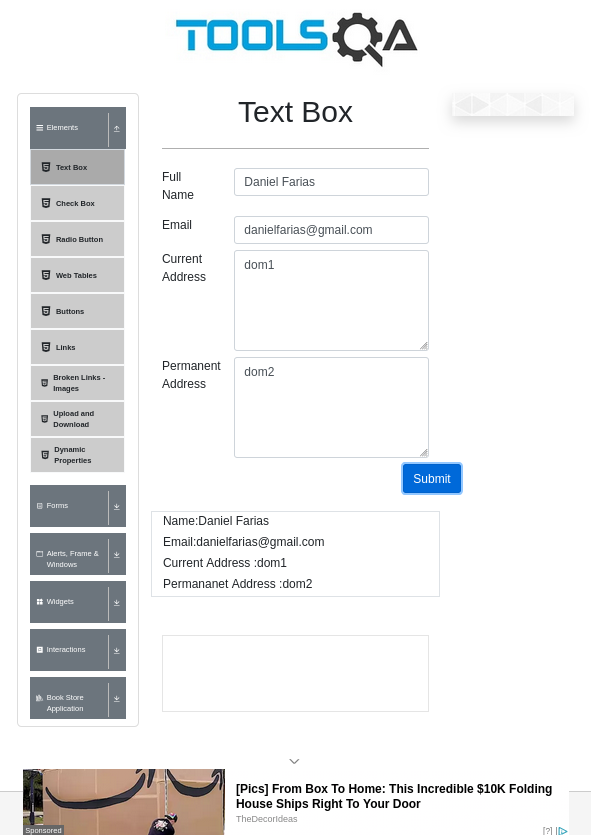 TOOLSQA
Elements
Text Box
Check Box
Radio Button
Web Tables
Buttons
Links
Broken Links -
Images
Upload and
Download
Dynamic
Properties
Forms
Alerts, Frame &
Windows
Widgets
Interactions
Book Store
Application
Text Box
Full
Name
Daniel Farias
Email
danielfarias@gmail.com
Current
Address
dom1
Permanent
Address
dom2
Submit
Name:Daniel Farias
Email:danielfarias@gmail.com
Current Address :dom1
Permananet Address :dom2
Sponsored
[Pics] From Box To Home: This Incredible $10K Folding
House Ships Right To Your Door
TheDecorIdeas
[?]